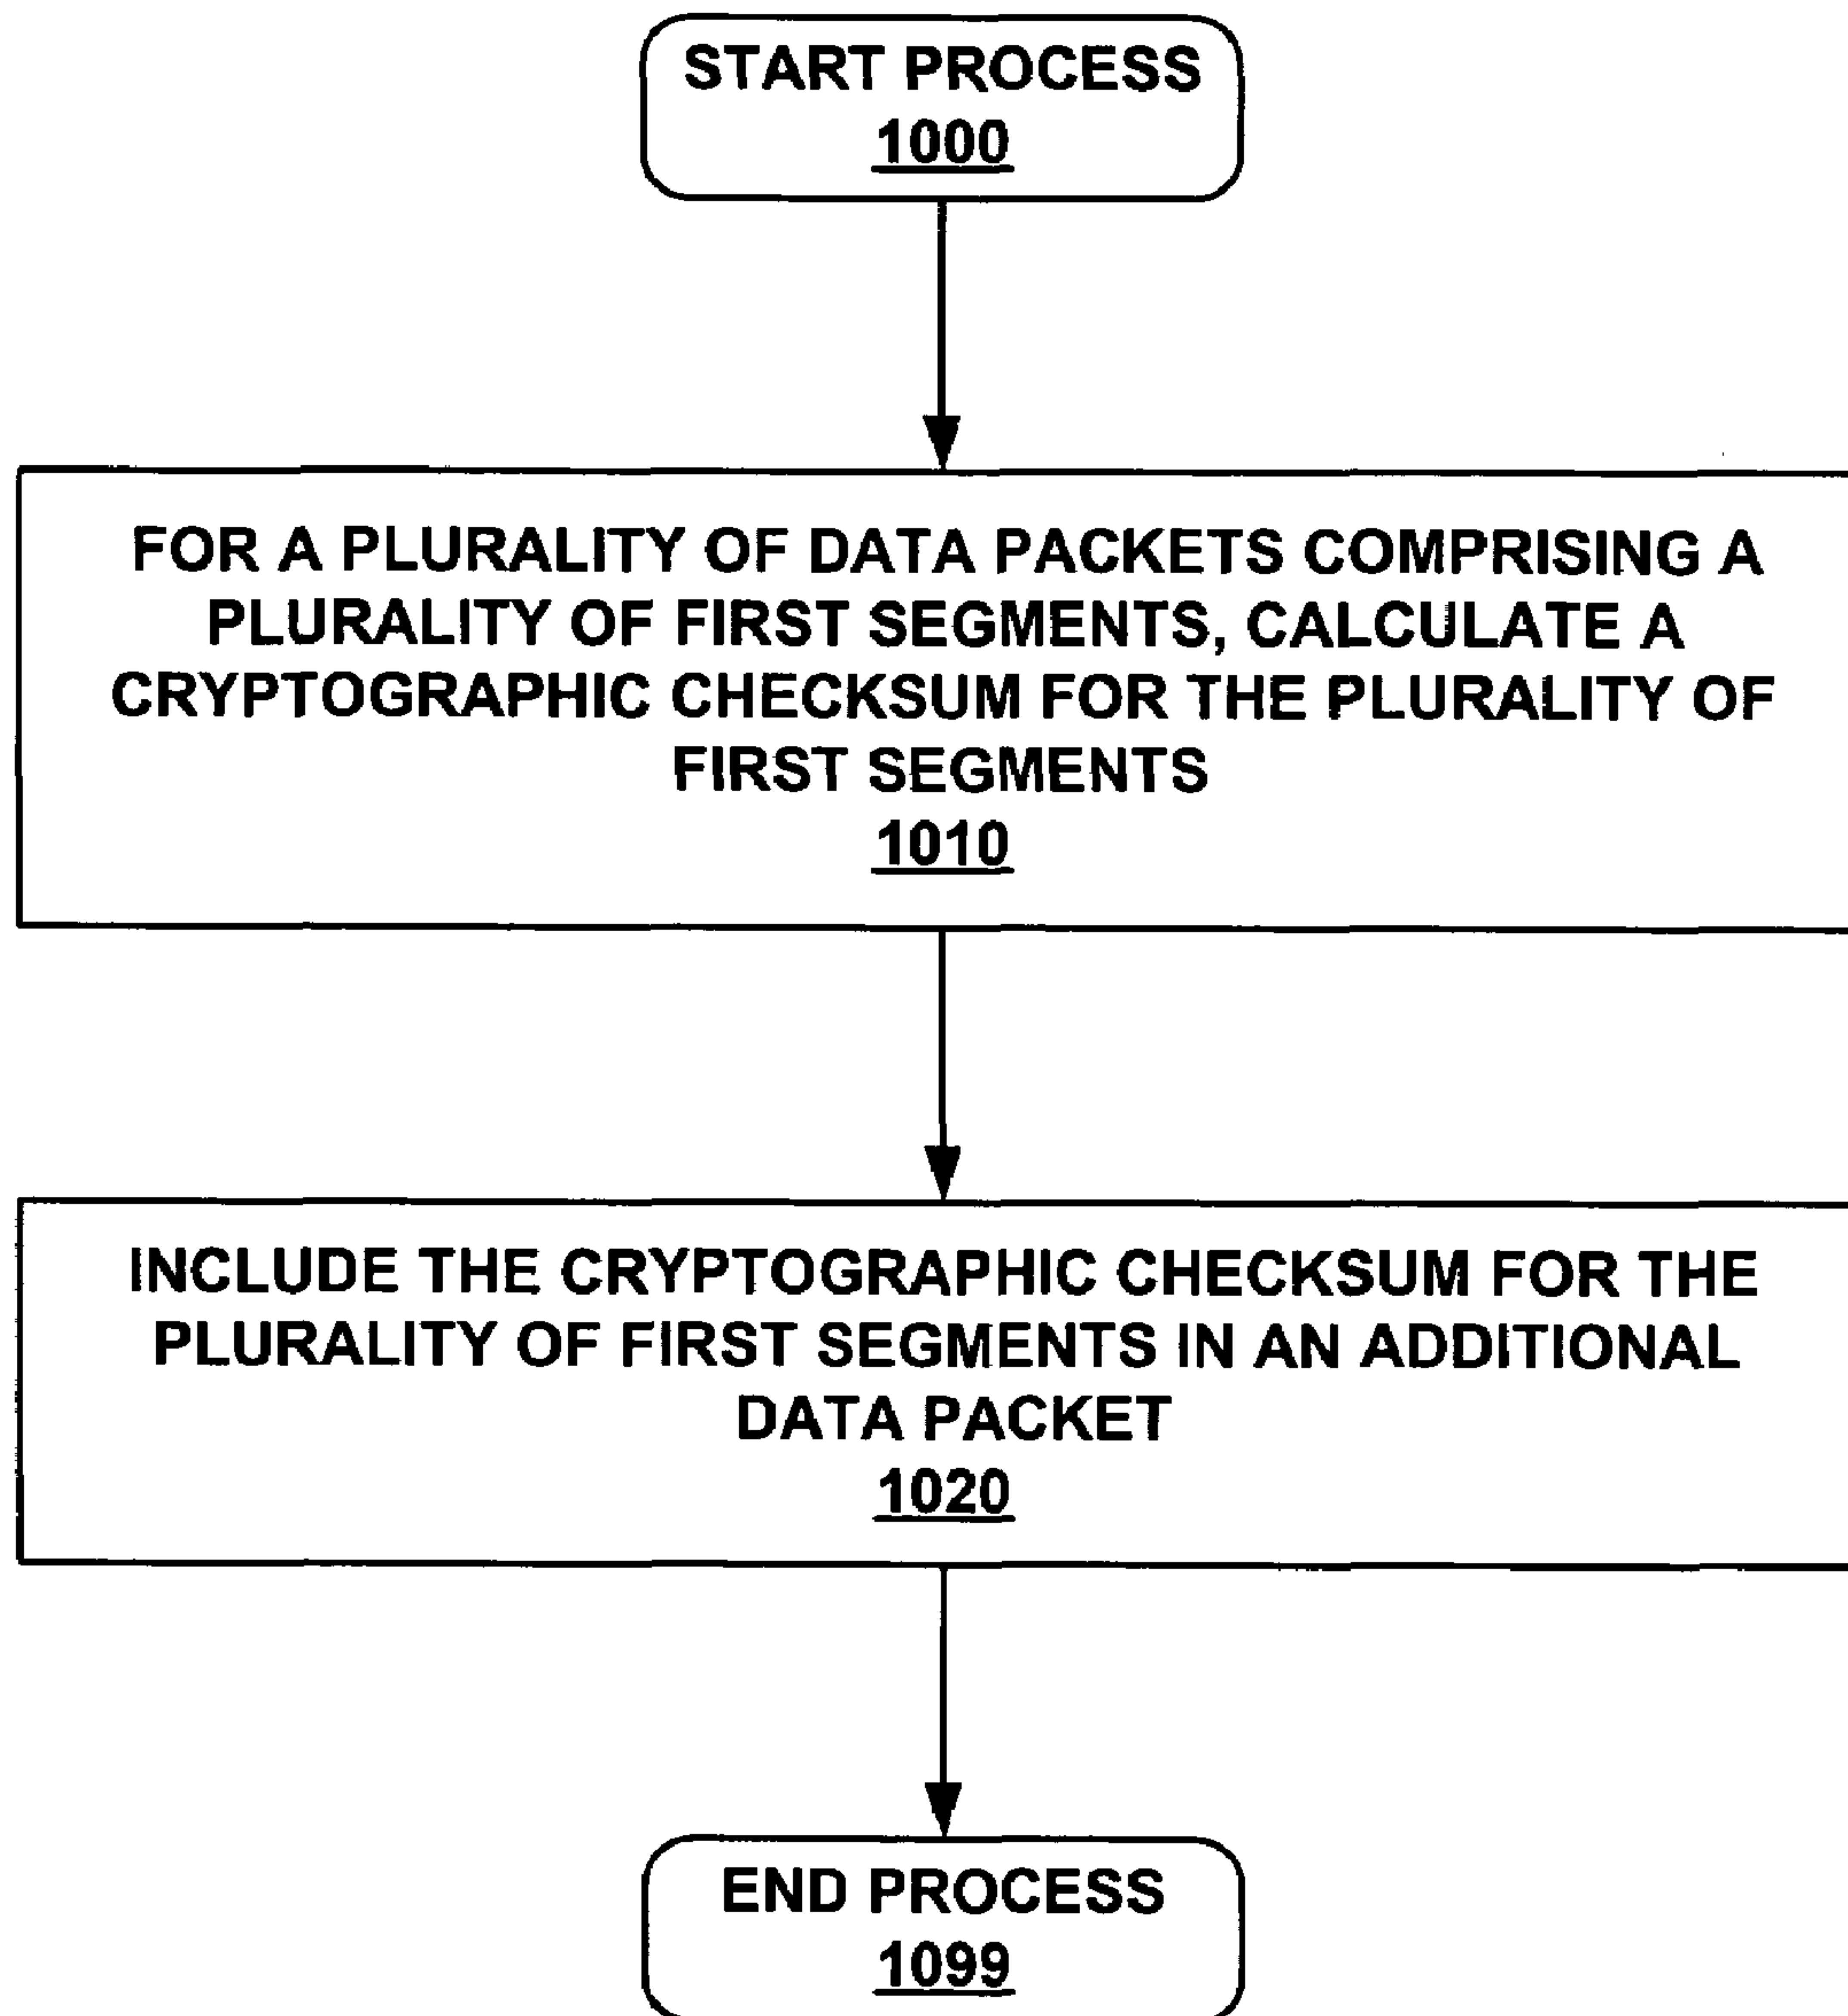 START PROCESS
1000
FOR A PLURALITY OF DATA PACKETS COMPRISING A
PLURALITY OF FIRST SEGMENTS, CALCULATE A
CRYPTOGRAPHIC CHECKSUM FOR THE PLURALITY OF
FIRST SEGMENTS
1010
INCLUDE THE CRYPTOGRAPHIC CHECKSUM FOR THE
PLURALITY OF FIRST SEGMENTS IN AN ADDITIONAL
DATA PACKET
1020
END PROCESS
1099